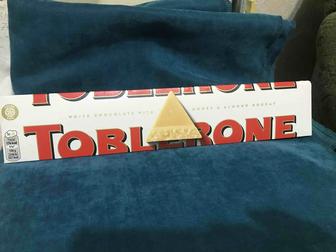 TOBLERONE
WHITE CHOCOLATE WITH HONEY & ALMOND NOUGAT
TOBLERONE